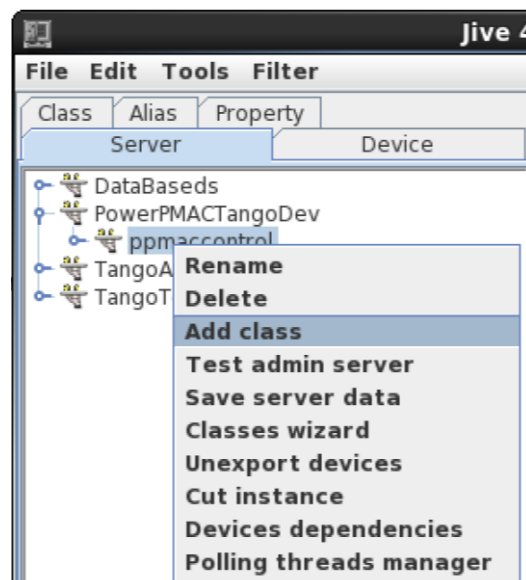 Jive 4
File Edit Tools Filter
Class Alias Property
Server Device
DataBaseds
PowerPMACTangoDev
ppmaccontrol
TangoA
TangoT
Rename
Delete
Add class
Test admin server
Save server data
Classes wizard
Unexport devices
Cut instance
Devices dependencies
Polling threads manager